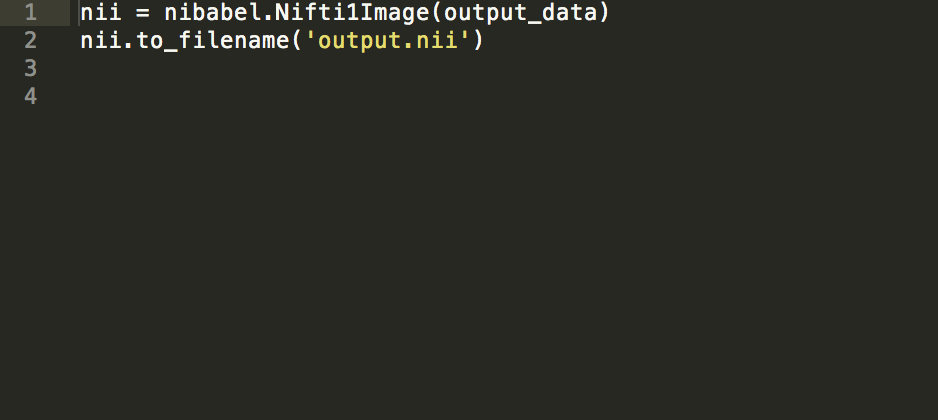 1 nii = nibabel.Nifti1Image(output_data)
2 nii.to_filename('output.nii')
3
4